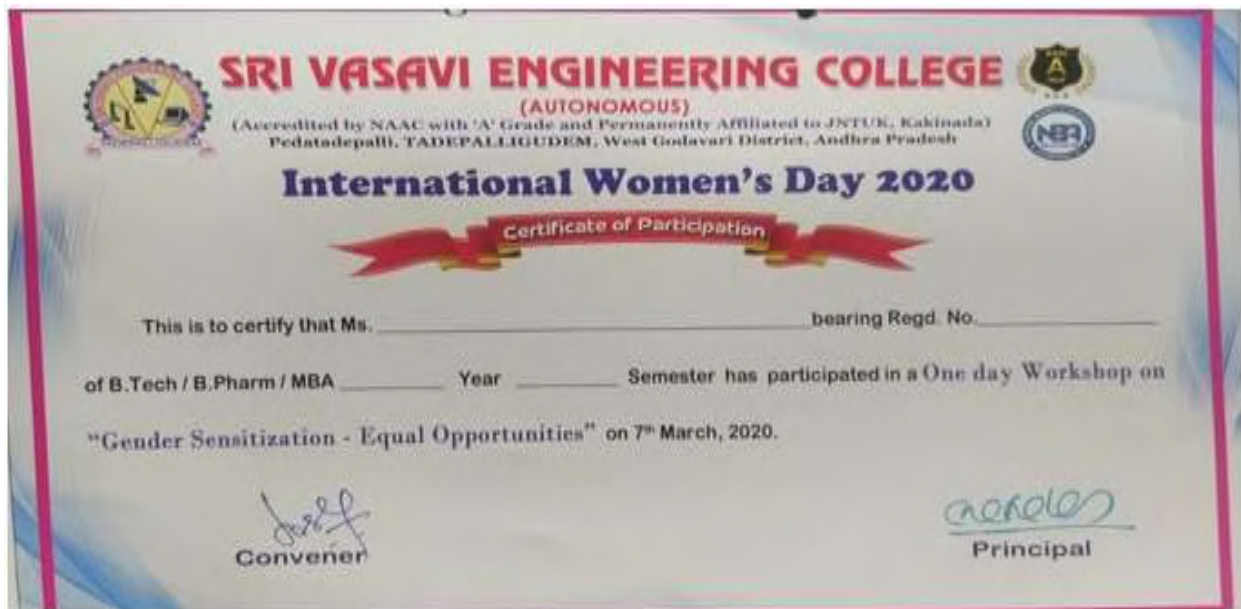 SRI VASAVI ENGINEERING COLLEGE
(AUTONOMOUS)
(Accredited by NAAC with 'A' Grade and Permanently Affiliated to JNTUK, Kakinada)
Pedatadepalli, TADEPALLIGUDEM, West Godavari District, Andhra Pradesh
A
NBA
International Women's Day 2020
Certificate of Participation
This is to certify that Ms. bearing Regd. No.
of B.Tech / B.Pharm / MBA Year Semester has participated in a One day Workshop on
"Gender Sensitization - Equal Opportunities" on 7th March, 2020.
Convener
Principal